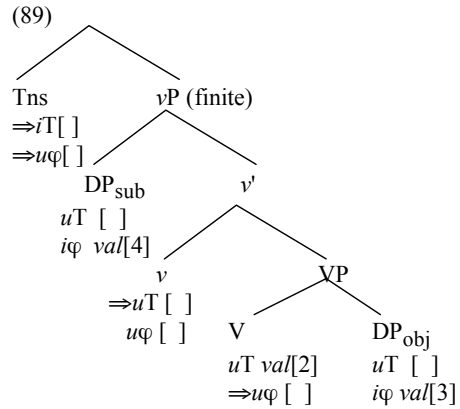 (89)
Tns vP (finite)
⇒iT[ ]
⇒uφ[ ]
DPsub v'
uT [ ]
iφ val[4]
v VP
⇒uT [ ]
uφ [ ]
V DPobj
uT val[2] uT [ ]
⇒uφ [ ] iφ val[3]